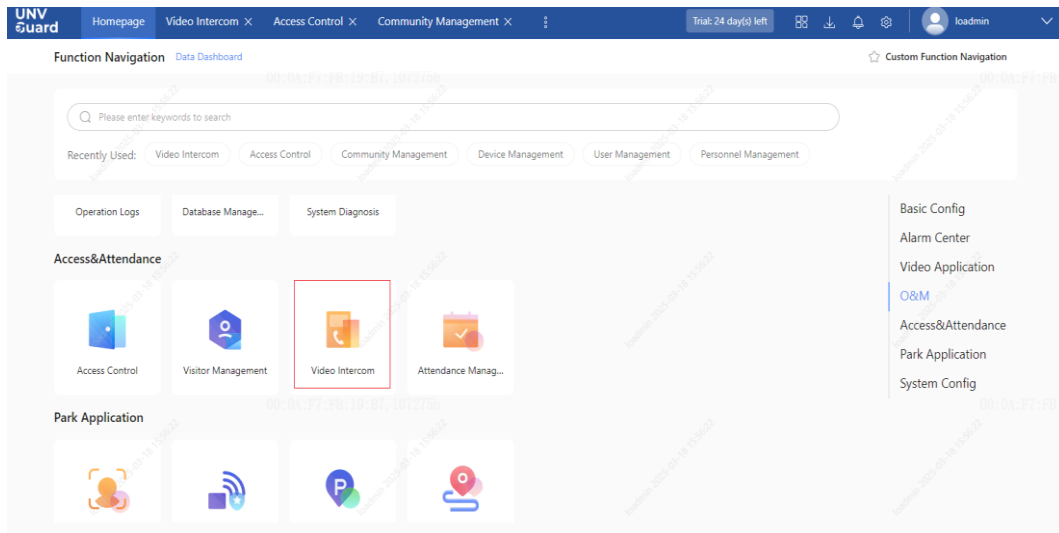 UNV
Guard
Homepage
Video Intercom ×
Access Control ×
Community Management ×
Trial: 24 day(s) left
loadmin
Function Navigation
Data Dashboard
Custom Function Navigation
Please enter keywords to search
Recently Used:
Video Intercom
Access Control
Community Management
Device Management
User Management
Personnel Management
Operation Logs
Database Manage...
System Diagnosis
Basic Config
Alarm Center
Video Application
O&M
Access&Attendance
Park Application
System Config
Access&Attendance
Access Control
Visitor Management
Video Intercom
Attendance Manag...
Park Application
P